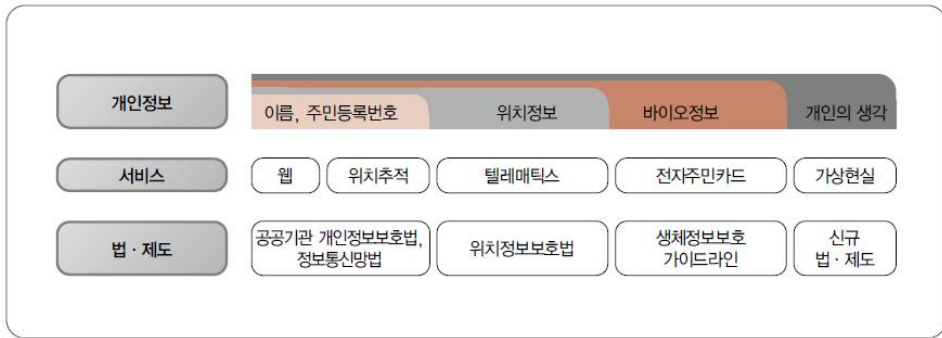 개인정보
이름, 주민등록번호
위치정보
바이오정보
개인의 생각
서비스
웹
위치추적
텔레매틱스
전자주민카드
가상현실
법 · 제도
공공기관 개인정보보호법,
정보통신망법
위치정보보호법
생체정보보호
가이드라인
신규
법 · 제도